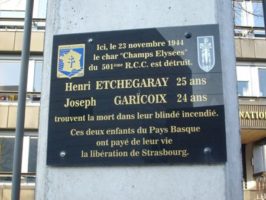 Ici, le 23 novembre 1944
le char "Champs Elysées"
du 501ème R.C.C. est détruit.
Henri ETCHEGARAY 25 ans
Joseph GARICOIX 24 ans
trouvent la mort dans leur blindé incendié.
Ces deux enfants du Pays Basque
ont payé de leur vie
la libération de Strasbourg.
NATION